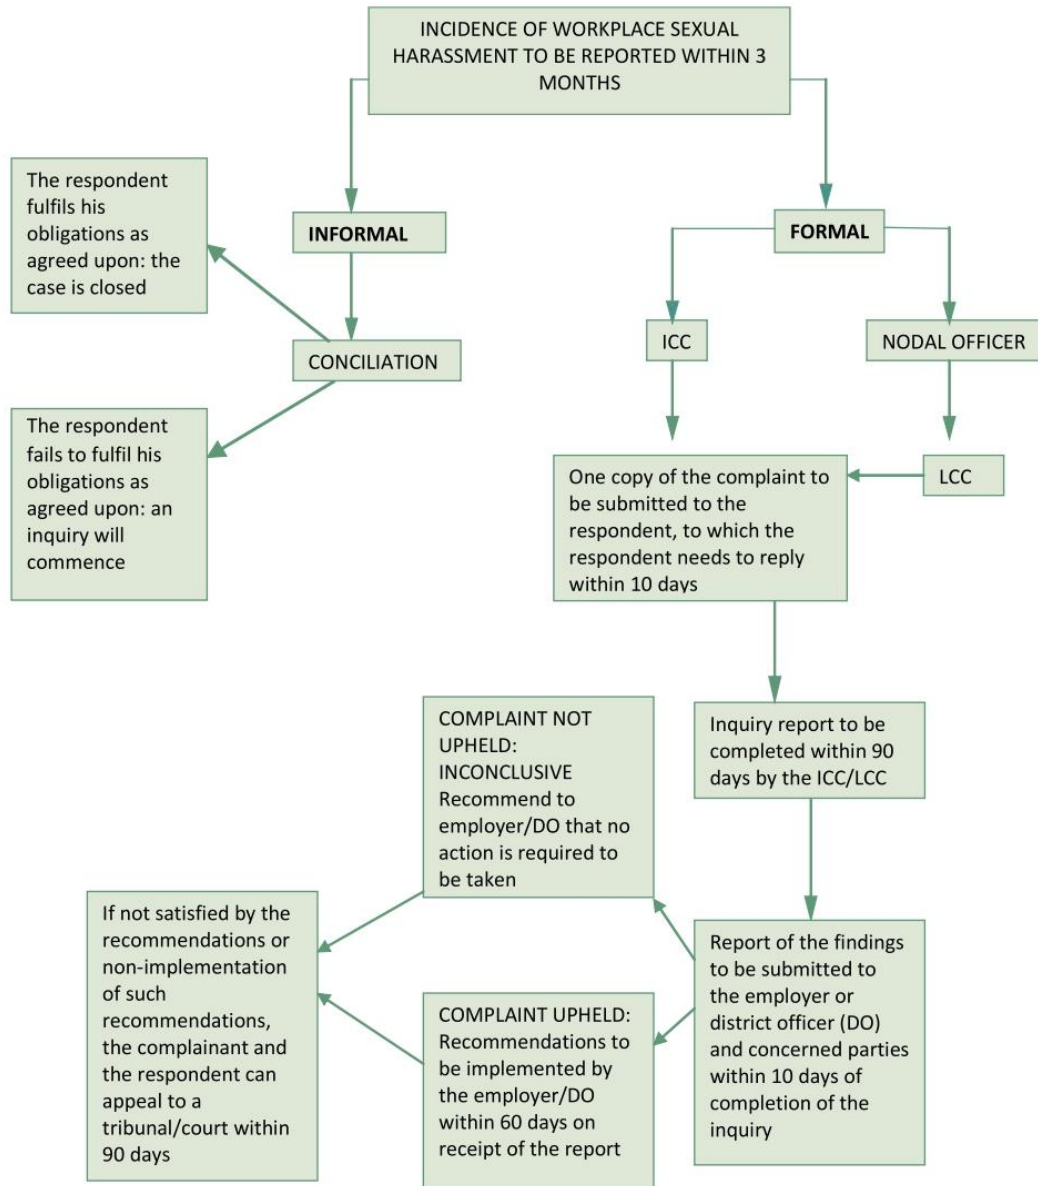 INCIDENCE OF WORKPLACE SEXUAL
HARASSMENT TO BE REPORTED WITHIN 3
MONTHS
The respondent
fulfils his
obligations as
agreed upon: the
case is closed
INFORMAL
FORMAL
ICC
NODAL OFFICER
CONCILIATION
The respondent
fails to fulfil his
obligations as
agreed upon: an
inquiry will
commence
One copy of the complaint to
be submitted to the
respondent, to which the
respondent needs to reply
within 10 days
LCC
Inquiry report to be
completed within 90
days by the ICC/LCC
COMPLAINT NOT
UPHELD:
INCONCLUSIVE
Recommend to
employer/DO that no
action is required to
be taken
If not satisfied by the
recommendations or
non-implementation
of such
recommendations,
the complainant and
the respondent can
appeal to a
tribunal/court within
90 days
COMPLAINT UPHELD:
Recommendations to
be implemented by
the employer/DO
within 60 days on
receipt of the report
Report of the findings
to be submitted to
the employer or
district officer (DO)
and concerned parties
within 10 days of
completion of the
inquiry